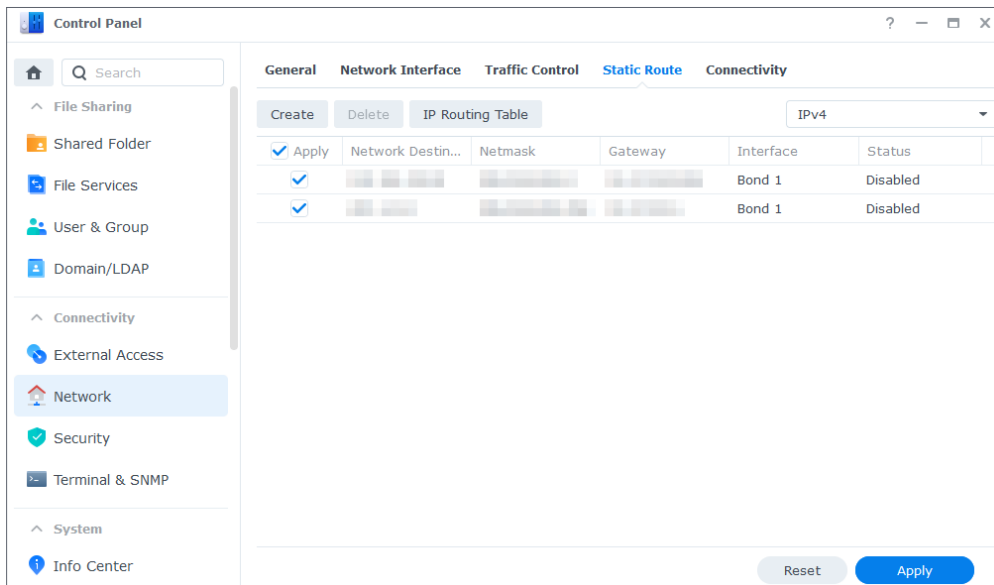 Control Panel
Search
File Sharing
Shared Folder
File Services
User & Group
Domain/LDAP
Connectivity
External Access
Network
Security
Terminal & SNMP
System
Info Center
General Network Interface Traffic Control Static Route Connectivity
Create Delete IP Routing Table IPv4
Apply Network Destin... Netmask Gateway Interface Status
Bond 1 Disabled
Bond 1 Disabled
Reset Apply